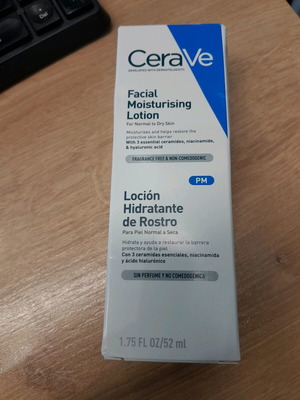 CeraVe
DEVELOPED WITH DERMATOLOGISTS
Facial
Moisturising
Lotion
For Normal to Dry Skin
Moisturises and helps restore the
protective skin barrier
With 3 essential ceramides, niacinamide,
& hyaluronic acid
FRAGRANCE FREE & NON-COMEDOGENIC
PM
Loción
Hidratante
de Rostro
Para Piel Normal a Seca
Hidrata y ayuda a restaurar la barrera
protectora de la piel
Con 3 ceramidas esenciales, niacinamida
y ácido hialurónico
SIN PERFUME Y NO COMEDOGÉNICA
1.75 FL OZ/52 ml